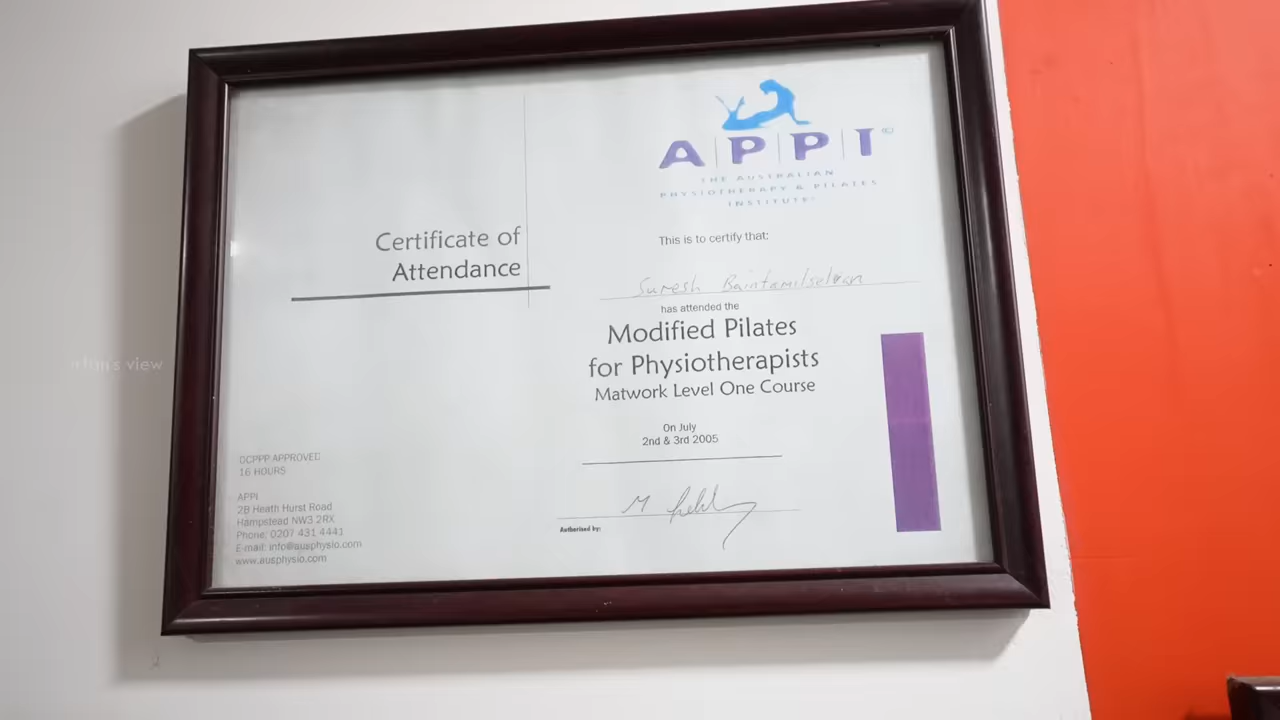 Certificate of
Attendance
APPI
THE AUSTRALIAN
PHYSIOTHERAPY & PILATES
INSTITUTE
This is to certify that:
Suresh
has attended the
Modified Pilates
for Physiotherapists
Matwork Level One Course
On July
2nd & 3rd 2005
Authorised by:
OCPPP APPROVED
16 HOURS
APPI
2B Heath Hurst Road
Hampstead NW3 2RX
Phone: 0207 431 4441
E-mail: info@ausphysio.com
www.ausphysio.com
view